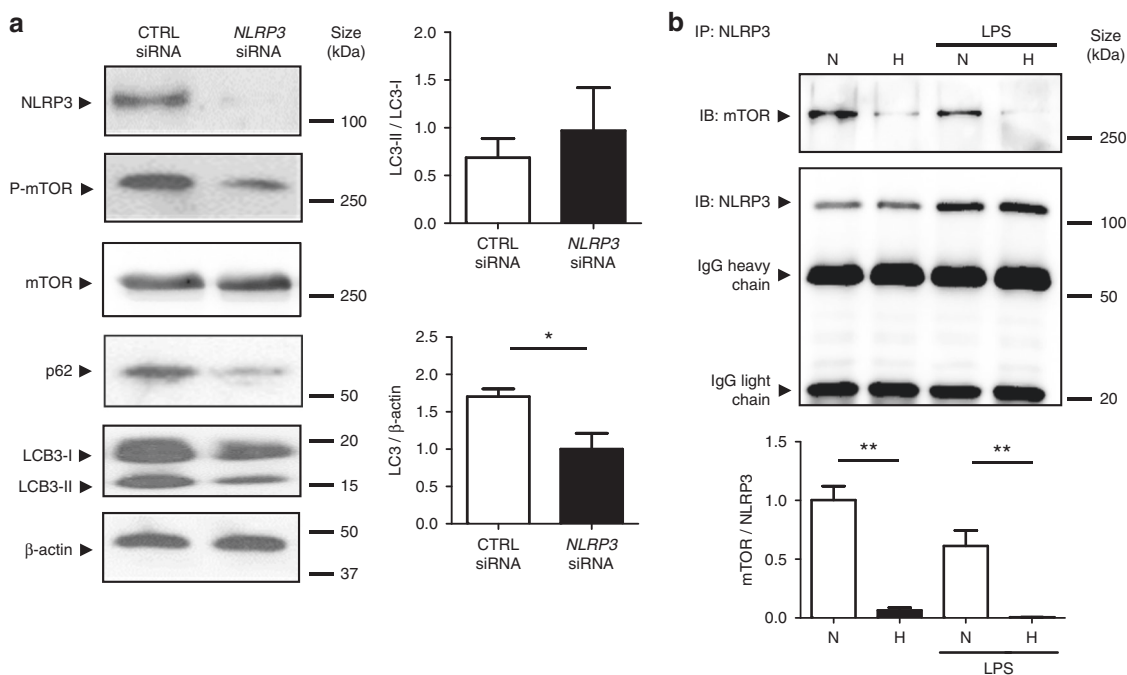 a
CTRL siRNA
NLRP3 siRNA
Size (kDa)
NLRP3
100
P-mTOR
250
mTOR
250
p62
50
LCB3-I
20
LCB3-II
15
β-actin
50
37
LC3-II / LC3-I
2.0
1.5
1.0
0.5
0.0
CTRL siRNA
NLRP3 siRNA
LC3 / β-actin
2.5
2.0
1.5
1.0
0.5
0.0
*
CTRL siRNA
NLRP3 siRNA
b
IP: NLRP3
LPS
Size (kDa)
N H N H
IB: mTOR
250
IB: NLRP3
100
IgG heavy chain
50
IgG light chain
20
mTOR / NLRP3
1.5
1.0
0.5
0.0
** **
N H N H
LPS